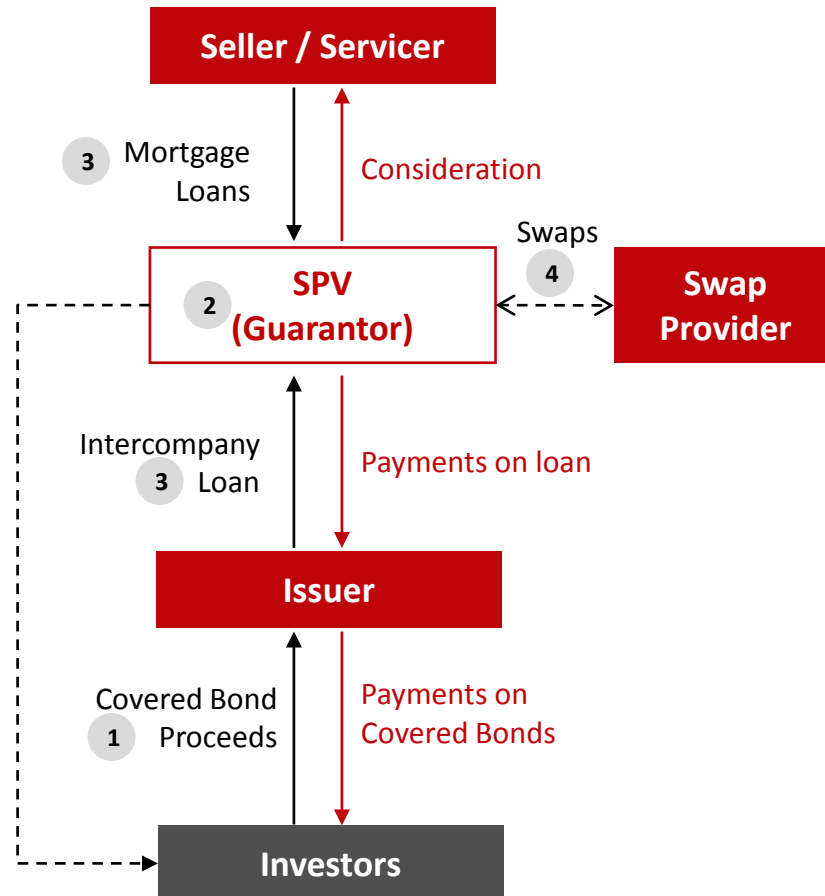 Seller / Servicer
3 Mortgage
Loans
Consideration
Swaps
4
2 SPV
(Guarantor)
Swap
Provider
Intercompany
3 Loan
Payments on loan
Issuer
Covered Bond
1 Proceeds
Payments on
Covered Bonds
Investors